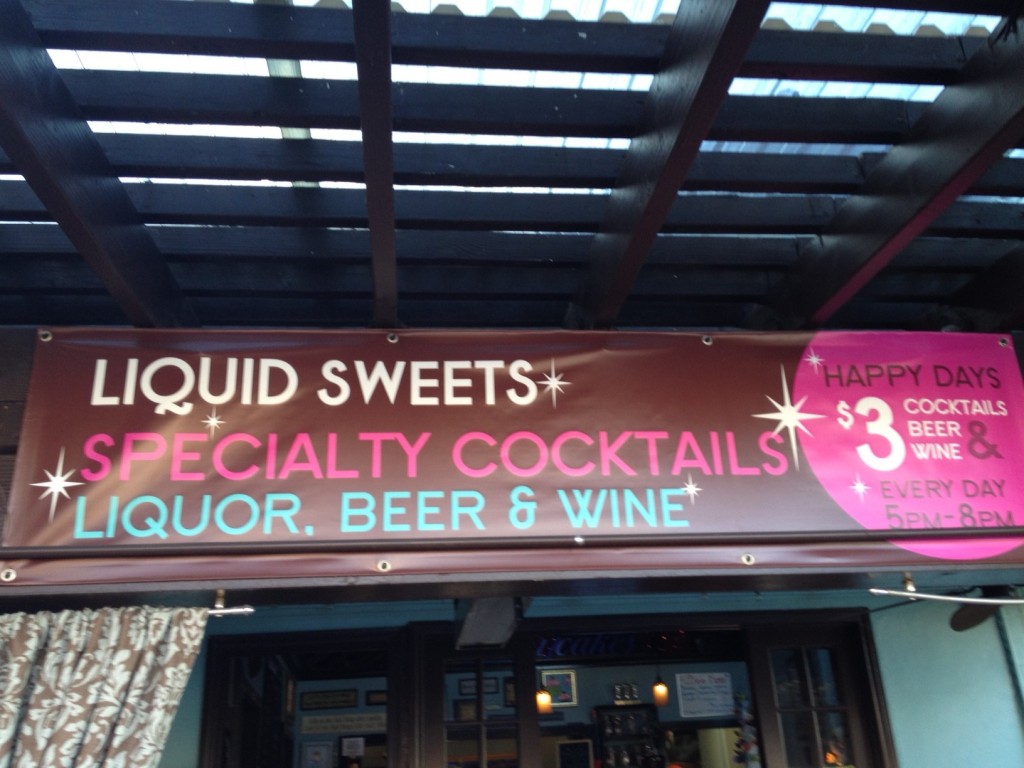 LIQUID SWEETS
SPECIALTY COCKTAILS
LIQUOR, BEER & WINE
HAPPY DAYS
$3 COCKTAILS
BEER &
WINE
EVERY DAY
5PM-8PM